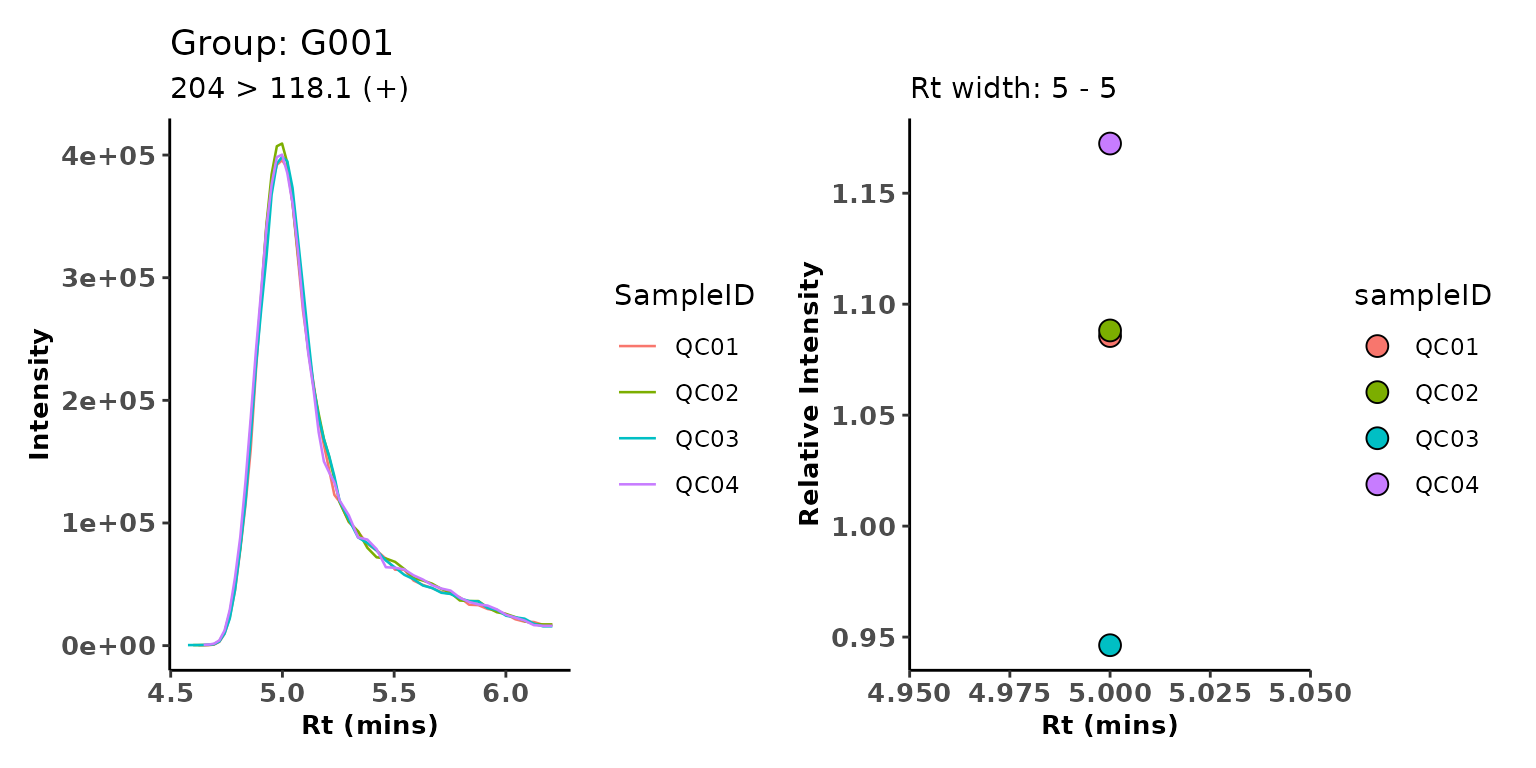 Group: G001
204 > 118.1 (+)
Intensity
4e+05
3e+05
2e+05
1e+05
0e+00
4.5 5.0 5.5 6.0
Rt (mins)
SampleID
QC01
QC02
QC03
QC04
Rt width: 5 - 5
Relative Intensity
1.15
1.10
1.05
1.00
0.95
4.950 4.975 5.000 5.025 5.050
Rt (mins)
sampleID
QC01
QC02
QC03
QC04